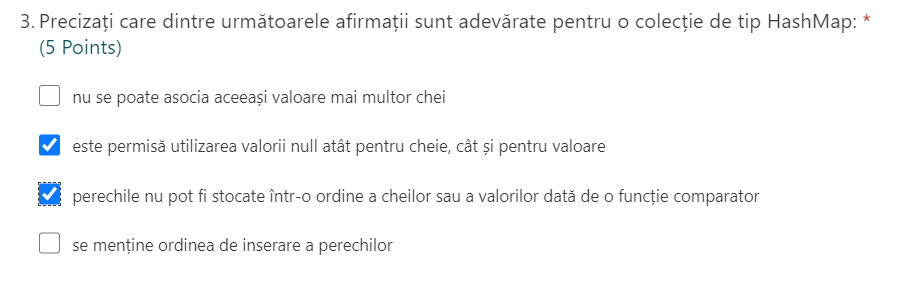 3. Precizați care dintre următoarele afirmații sunt adevărate pentru o colecție de tip HashMap: *
(5 Points)
nu se poate asocia aceeași valoare mai multor chei
este permisă utilizarea valorii null atât pentru cheie, cât și pentru valoare
perechile nu pot fi stocate într-o ordine a cheilor sau a valorilor dată de o funcție comparator
se menține ordinea de inserare a perechilor